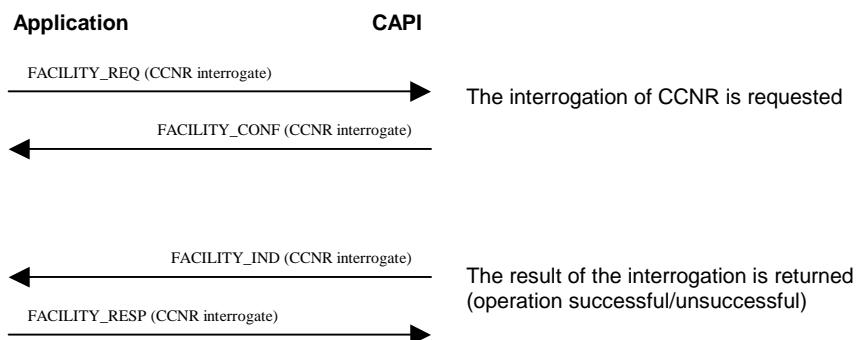 Application CAPI
FACILITY_REQ (CCNR interrogate)
The interrogation of CCNR is requested
FACILITY_CONF (CCNR interrogate)
FACILITY_IND (CCNR interrogate)
The result of the interrogation is returned
(operation successful/unsuccessful)
FACILITY_RESP (CCNR interrogate)